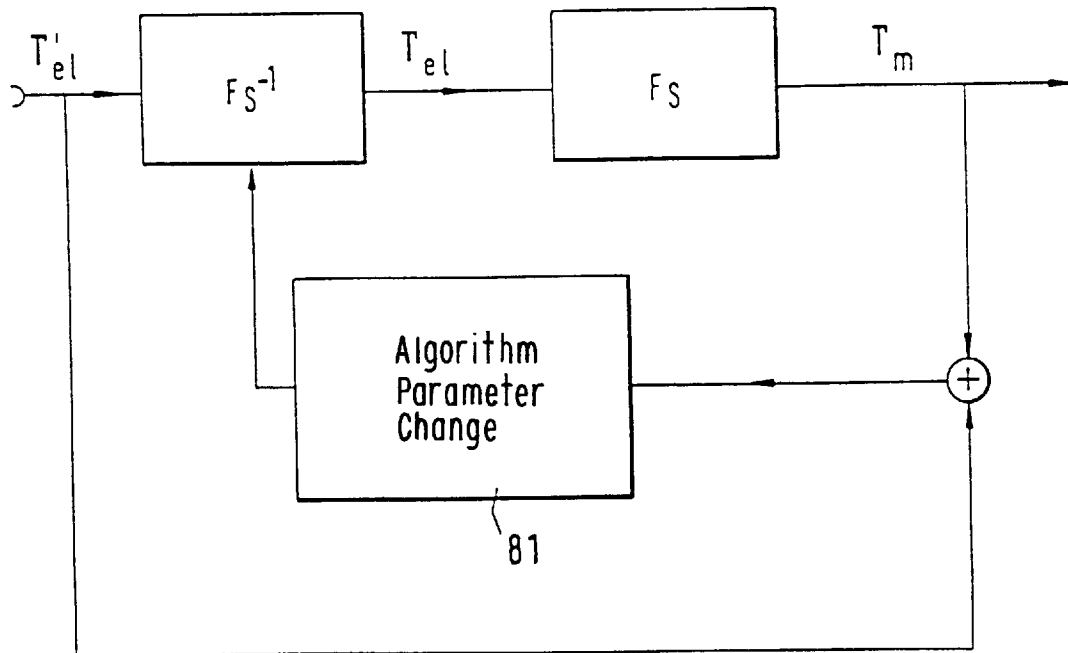 T'el
FS⁻¹
Tel
FS
Tm
+
Algorithm
Parameter
Change
81